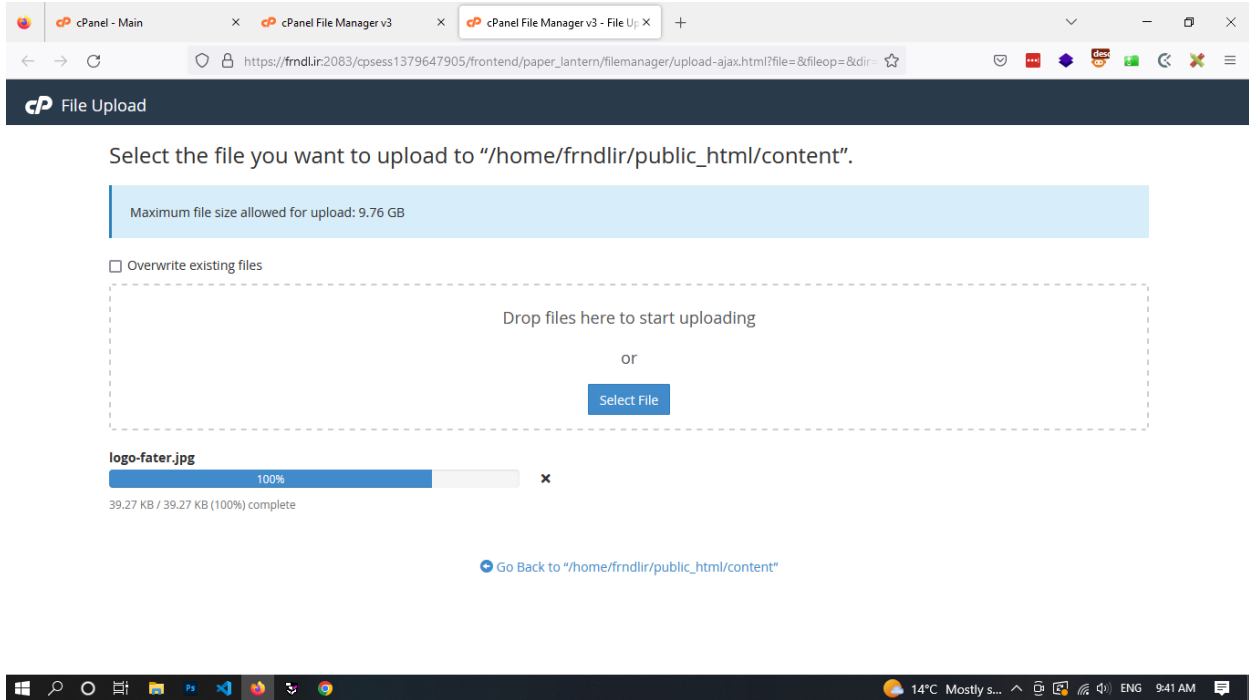 cPanel - Main
cPanel File Manager v3
cPanel File Manager v3 - File Up
https://frndl.ir:2083/cpsess1379647905/frontend/paper_lantern/filemanager/upload-ajax.html?file=&fileop=&dir=
desc
cP File Upload
Select the file you want to upload to “/home/frndlir/public_html/content”.
Maximum file size allowed for upload: 9.76 GB
Overwrite existing files
Drop files here to start uploading
or
Select File
logo-fater.jpg
100%
39.27 KB / 39.27 KB (100%) complete
Go Back to “/home/frndlir/public_html/content”
Ps
14°C Mostly s... ENG 9:41 AM